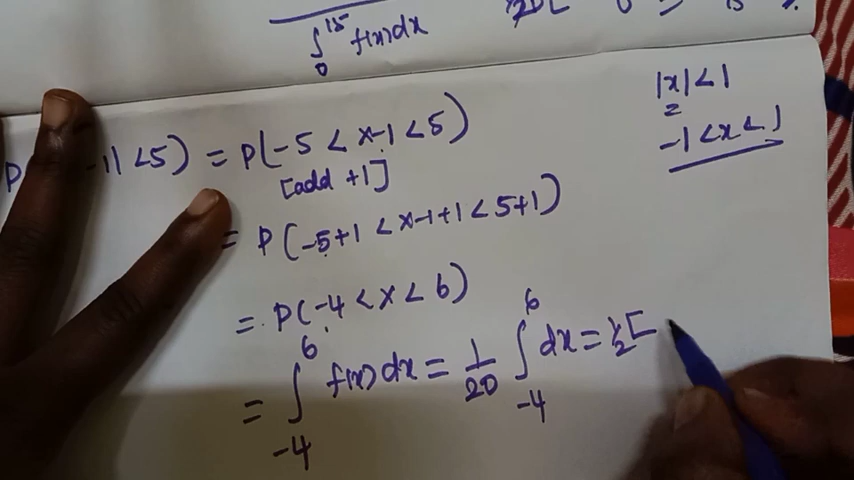 ∫₀¹⁵ f(x)dx
|x| < 1
-1 < x < 1
-1| < 5) = P(-5 < x-1 < 5)
[add +1]
= P(-5+1 < x-1+1 < 5+1)
= P(-4 < x < 6)
= ∫₋₄⁶ f(x)dx = 1/20 ∫₋₄⁶ dx = 1/2[